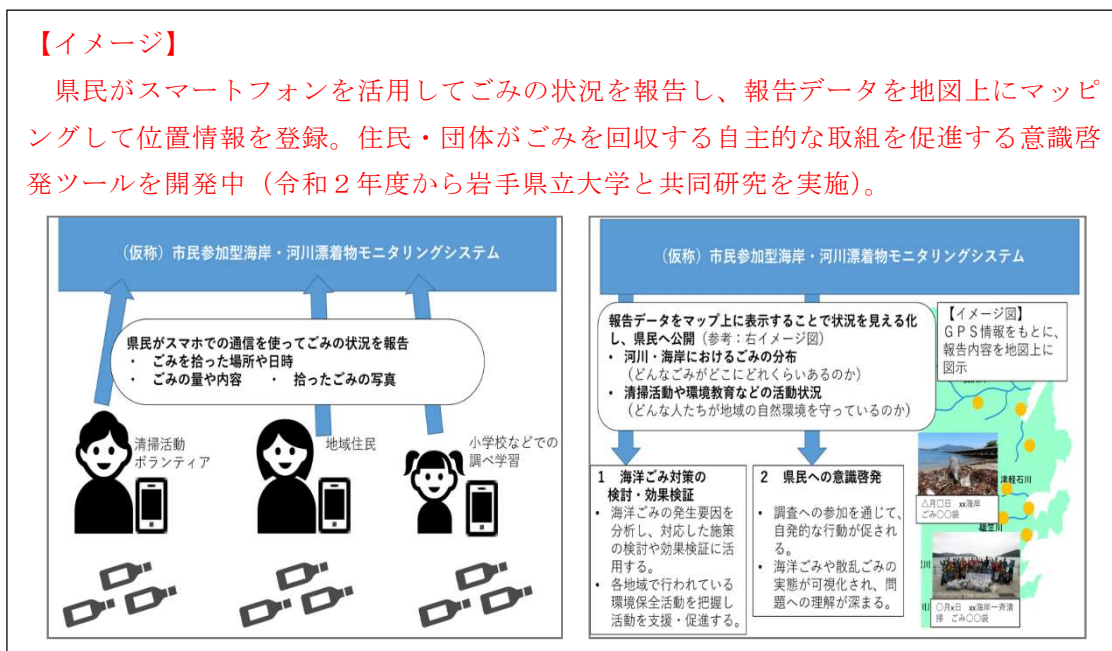 【イメージ】
県民がスマートフォンを活用してごみの状況を報告し、報告データを地図上にマッピ
ングして位置情報を登録。住民・団体がごみを回収する自主的な取組を促進する意識啓
発ツールを開発中（令和２年度から岩手県立大学と共同研究を実施）。
（仮称）市民参加型海岸・河川漂着物モニタリングシステム
県民がスマホでの通信を使ってごみの状況を報告
・ ごみを拾った場所や日時
・ ごみの量や内容 ・ 拾ったごみの写真
清掃活動
ボランティア
地域住民
小学校などでの
調べ学習
（仮称）市民参加型海岸・河川漂着物モニタリングシステム
報告データをマップ上に表示することで状況を見える化
し、県民へ公開（参考：右イメージ図）
・ 河川・海岸におけるごみの分布
（どんなごみがどこにどれくらいあるのか）
・ 清掃活動や環境教育などの活動状況
（どんな人たちが地域の自然環境を守っているのか）
【イメージ図】
ＧＰＳ情報をもとに、
報告内容を地図上に
図示
1 海洋ごみ対策の
検討・効果検証
・ 海洋ごみの発生要因を
分析し、対応した施策
の検討や効果検証に活
用する。
・ 各地域で行われている
環境保全活動を把握し
活動を支援・促進する。
2 県民への意識啓発
・ 調査への参加を通じて、
自発的な行動が促され
る。
・ 海洋ごみや散乱ごみの
実態が可視化され、問
題への理解が深まる。
津軽石川
△月□日 xx海岸
ごみ〇〇袋
〇月x日 xx海岸一斉清
掃 ごみ〇〇袋